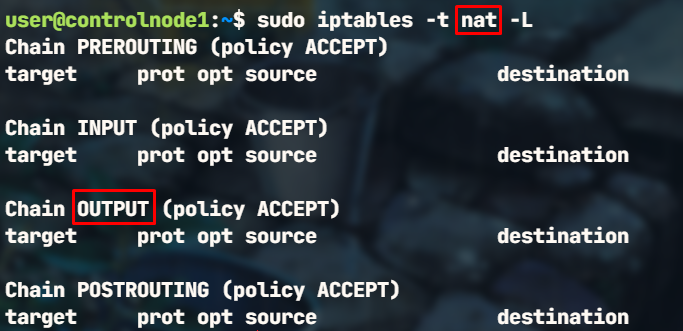 user@controlnode1:~$ sudo iptables -t nat -L
Chain PREROUTING (policy ACCEPT)
target     prot opt source               destination

Chain INPUT (policy ACCEPT)
target     prot opt source               destination

Chain OUTPUT (policy ACCEPT)
target     prot opt source               destination

Chain POSTROUTING (policy ACCEPT)
target     prot opt source               destination